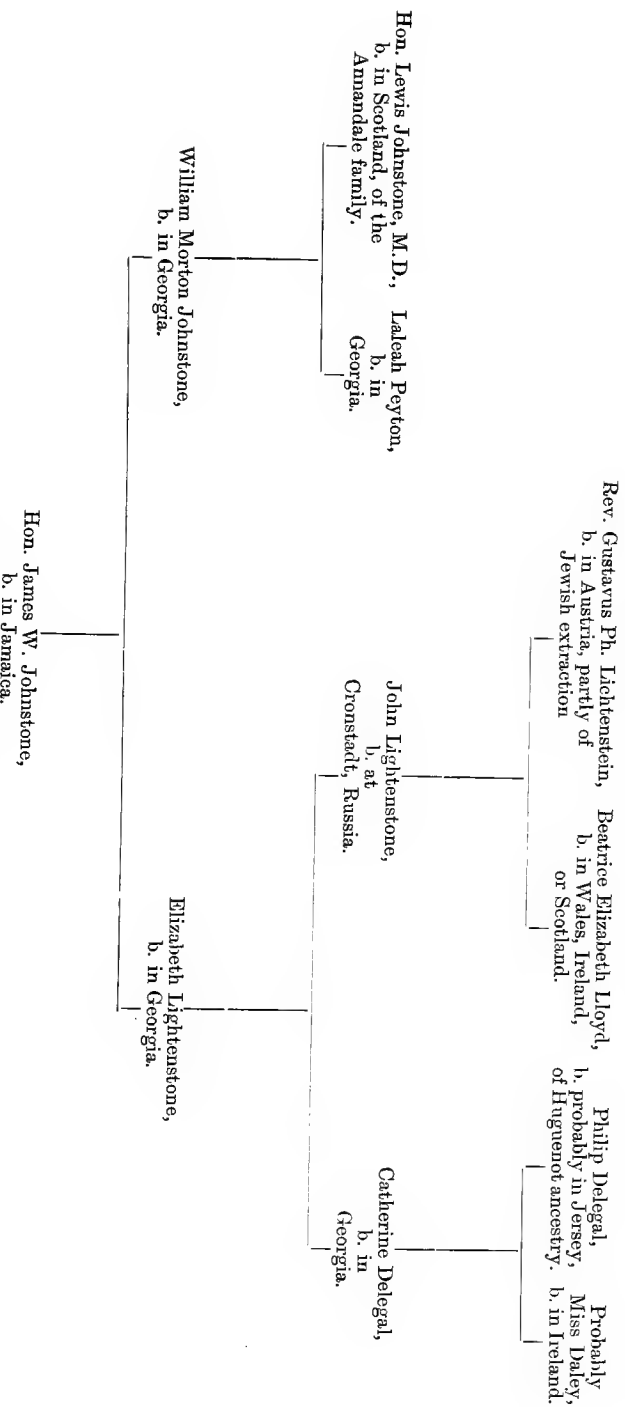 Rev. Gustavus Ph. Lichtenstein,
b. in Austria, partly of
Jewish extraction
Beatrice Elizabeth Lloyd,
b. in Wales, Ireland,
or Scotland.
Philip Delegal,
b. probably in Jersey,
of Huguenot ancestry.
Probably
Miss Daley,
b. in Ireland.
Hon. Lewis Johnstone, M.D.,
b. in Scotland, of the
Annandale family.
Laleah Peyton,
b. in
Georgia.
John Lightenstone,
b. at
Cronstadt, Russia.
Catherine Delegal,
b. in
Georgia.
William Morton Johnstone,
b. in Georgia.
Elizabeth Lightenstone,
b. in Georgia.
Hon. James W. Johnstone,
b. in Jamaica.